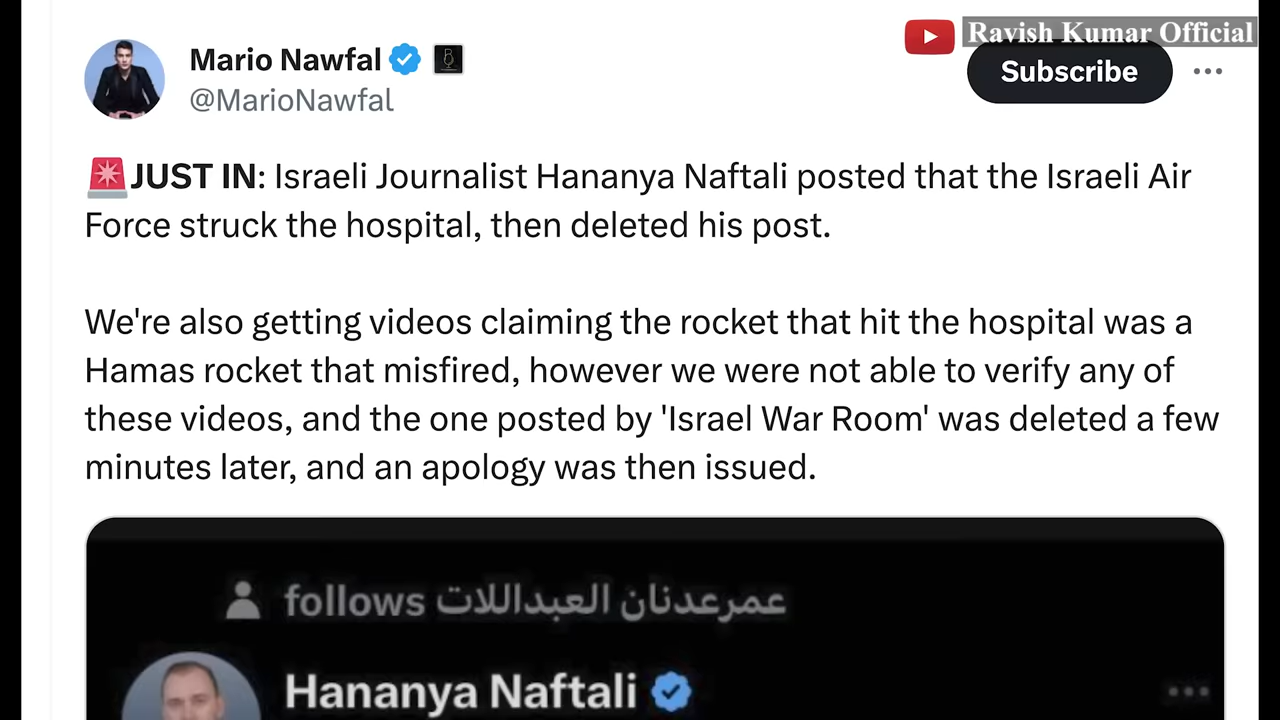 Ravish Kumar Official
Mario Nawfal
Subscribe
@MarioNawfal
🚨JUST IN: Israeli Journalist Hananya Naftali posted that the Israeli Air
Force struck the hospital, then deleted his post.
We're also getting videos claiming the rocket that hit the hospital was a
Hamas rocket that misfired, however we were not able to verify any of
these videos, and the one posted by 'Israel War Room' was deleted a few
minutes later, and an apology was then issued.
follows عمرعدنان العبداللات
Hananya Naftali